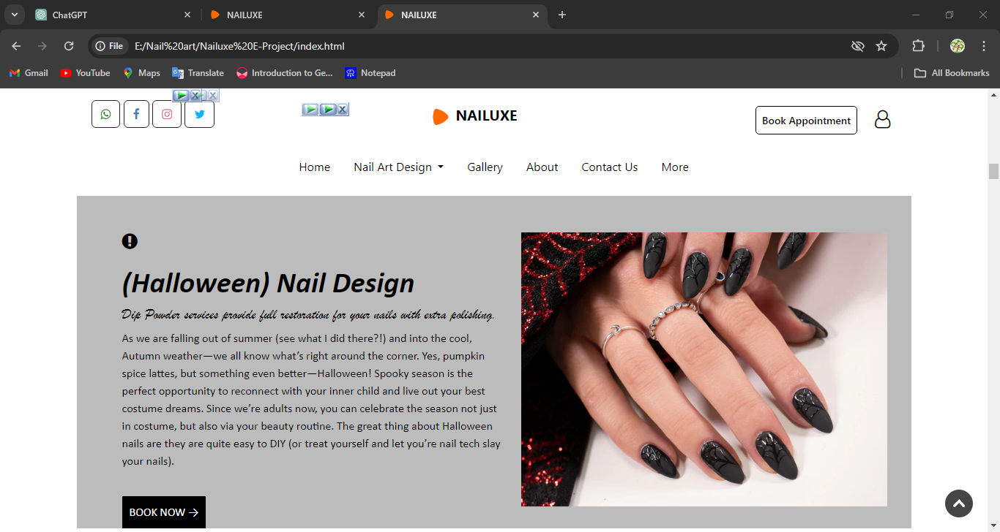 ChatGPT
NAILUXE
NAILUXE
File
E:/Nail%20art/Nailuxe%20E-Project/index.html
Gmail
YouTube
Maps
Translate
Introduction to Ge...
Notepad
All Bookmarks
NAILUXE
Book Appointment
Home
Nail Art Design
Gallery
About
Contact Us
More
(Halloween) Nail Design
Dip Powder services provide full restoration for your nails with extra polishing.
As we are falling out of summer (see what I did there?!) and into the cool,
Autumn weather—we all know what’s right around the corner. Yes, pumpkin
spice lattes, but something even better—Halloween! Spooky season is the
perfect opportunity to reconnect with your inner child and live out your best
costume dreams. Since we’re adults now, you can celebrate the season not just
in costume, but also via your beauty routine. The great thing about Halloween
nails are they are quite easy to DIY (or treat yourself and let you’re nail tech slay
your nails).
BOOK NOW →